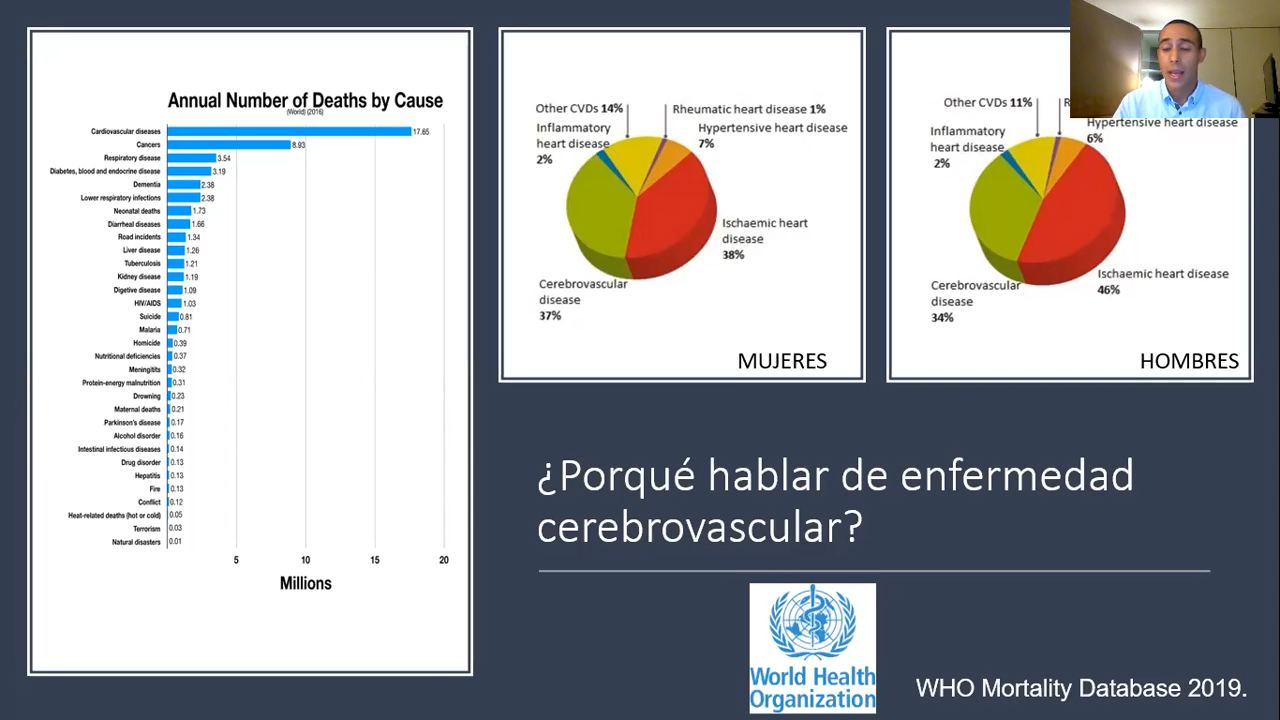 Annual Number of Deaths by Cause
(World) (2016)
Cardiovascular diseases 17.65
Cancers 8.93
Respiratory disease 3.54
Diabetes, blood and endocrine disease 3.19
Dementia 2.38
Lower respiratory infections 2.38
Neonatal deaths 1.73
Diarrheal diseases 1.66
Road incidents 1.34
Liver disease 1.26
Tuberculosis 1.21
Kidney disease 1.19
Digetive disease 1.09
HIV/AIDS 1.03
Suicide 0.81
Malaria 0.71
Homicide 0.39
Nutritional deficiencies 0.37
Meningitits 0.32
Protein-energy malnutrition 0.31
Drowning 0.23
Maternal deaths 0.21
Parkinson's disease 0.17
Alcohol disorder 0.16
Intestinal infectious diseases 0.14
Drug disorder 0.13
Hepatitis 0.13
Fire 0.13
Conflict 0.12
Heat-related deaths (hot or cold) 0.05
Terrorism 0.03
Natural disasters 0.01
5 10 15 20
Millions
Other CVDs 14%
Rheumatic heart disease 1%
Inflammatory
heart disease
2%
Hypertensive heart disease
7%
Ischaemic heart
disease
38%
Cerebrovascular
disease
37%
MUJERES
Other CVDs 11%
Inflammatory
heart disease
2%
Hypertensive heart disease
6%
Ischaemic heart disease
46%
Cerebrovascular
disease
34%
HOMBRES
¿Porqué hablar de enfermedad
cerebrovascular?
World Health
Organization
WHO Mortality Database 2019.